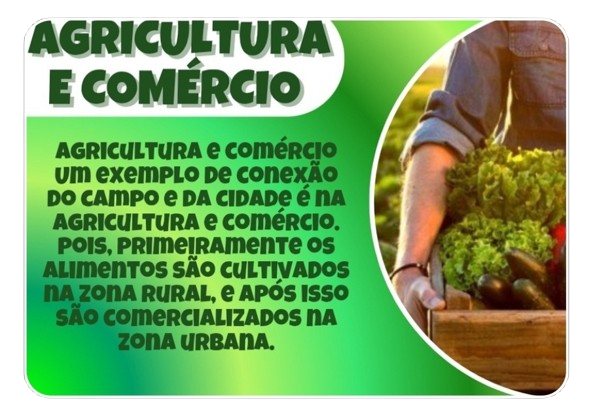 AGRICULTURA
E COMÉRCIO
AGRICULTURA E COMÉRCIO
UM EXEMPLO DE CONEXÃO
DO CAMPO E DA CIDADE É NA
AGRICULTURA E COMÉRCIO.
POIS, PRIMEIRAMENTE OS
ALIMENTOS SÃO CULTIVADOS
NA ZONA RURAL, E APÓS ISSO
SÃO COMERCIALIZADOS NA
ZONA URBANA.